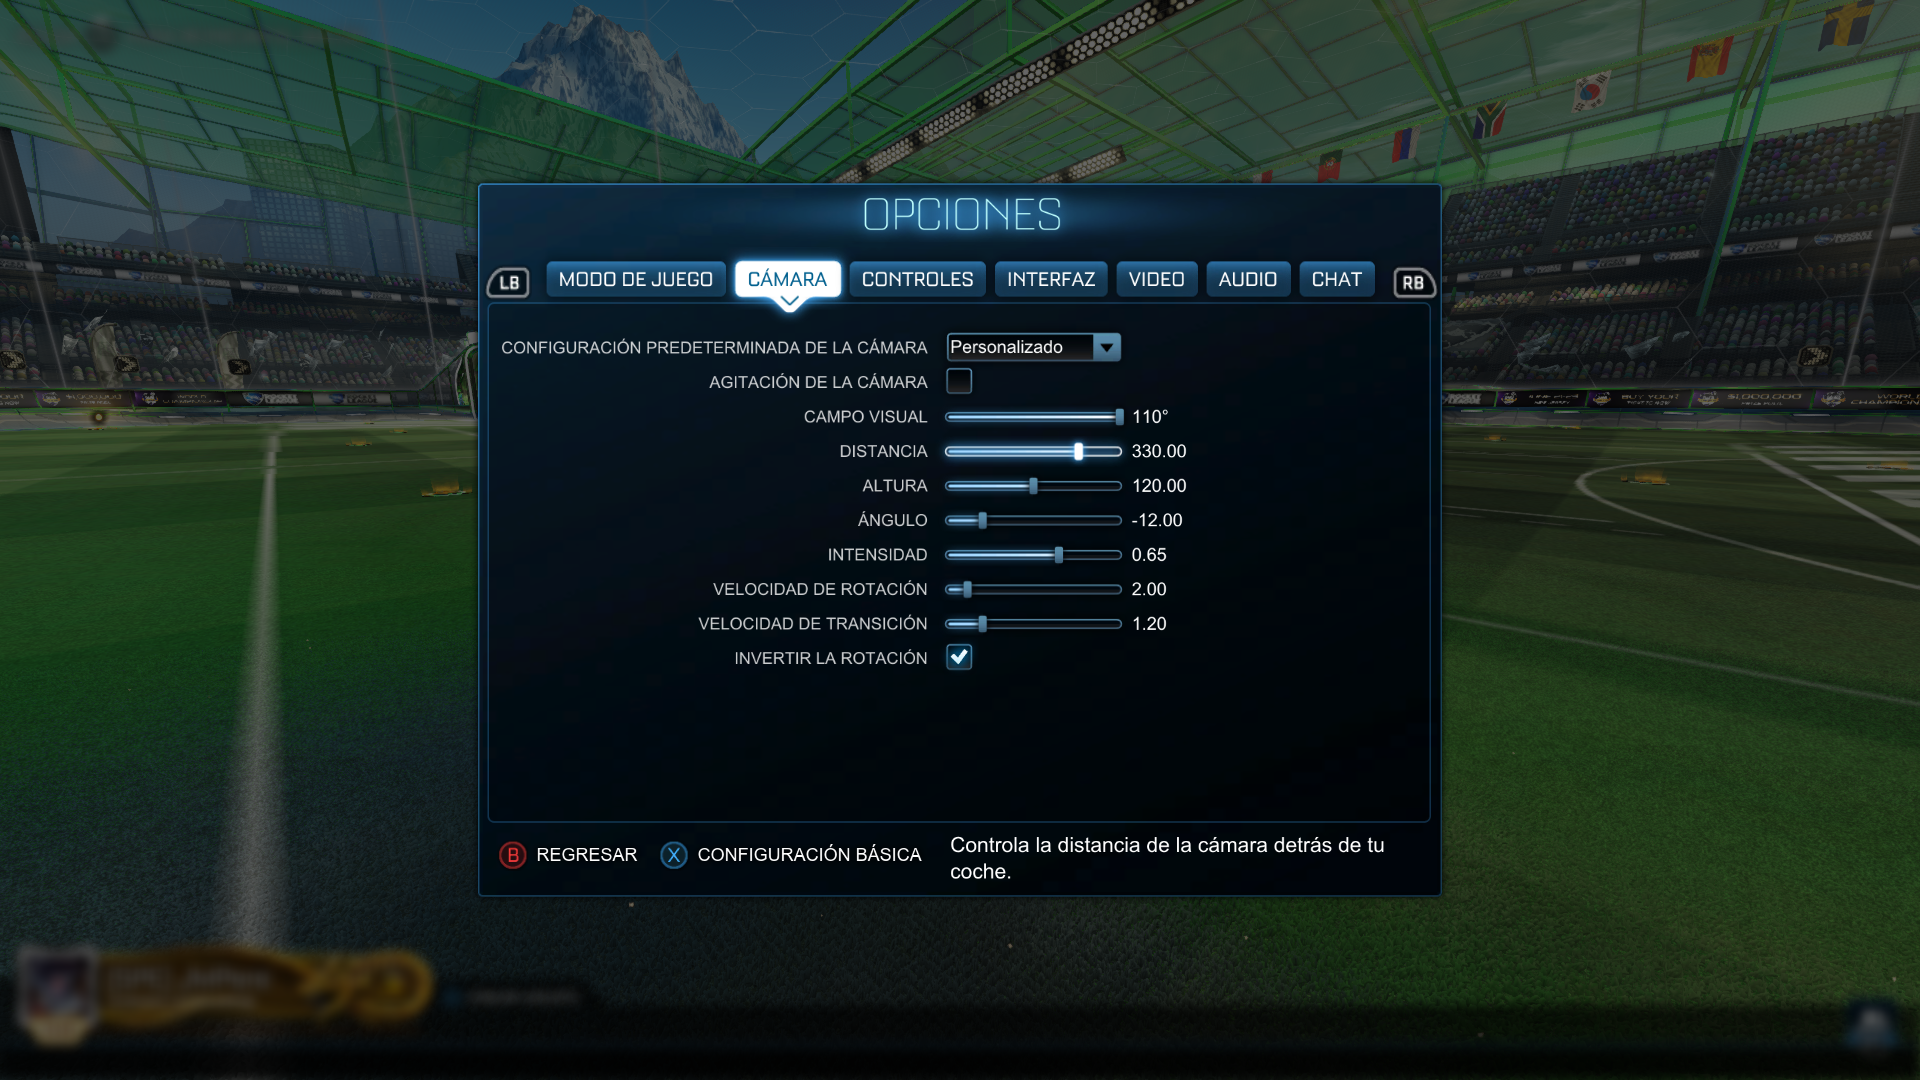 OPCIONES
LB MODO DE JUEGO CÁMARA CONTROLES INTERFAZ VIDEO AUDIO CHAT RB
CONFIGURACIÓN PREDETERMINADA DE LA CÁMARA Personalizado
AGITACIÓN DE LA CÁMARA
CAMPO VISUAL 110°
DISTANCIA 330.00
ALTURA 120.00
ÁNGULO -12.00
INTENSIDAD 0.65
VELOCIDAD DE ROTACIÓN 2.00
VELOCIDAD DE TRANSICIÓN 1.20
INVERTIR LA ROTACIÓN
B REGRESAR X CONFIGURACIÓN BÁSICA
Controla la distancia de la cámara detrás de tu
coche.